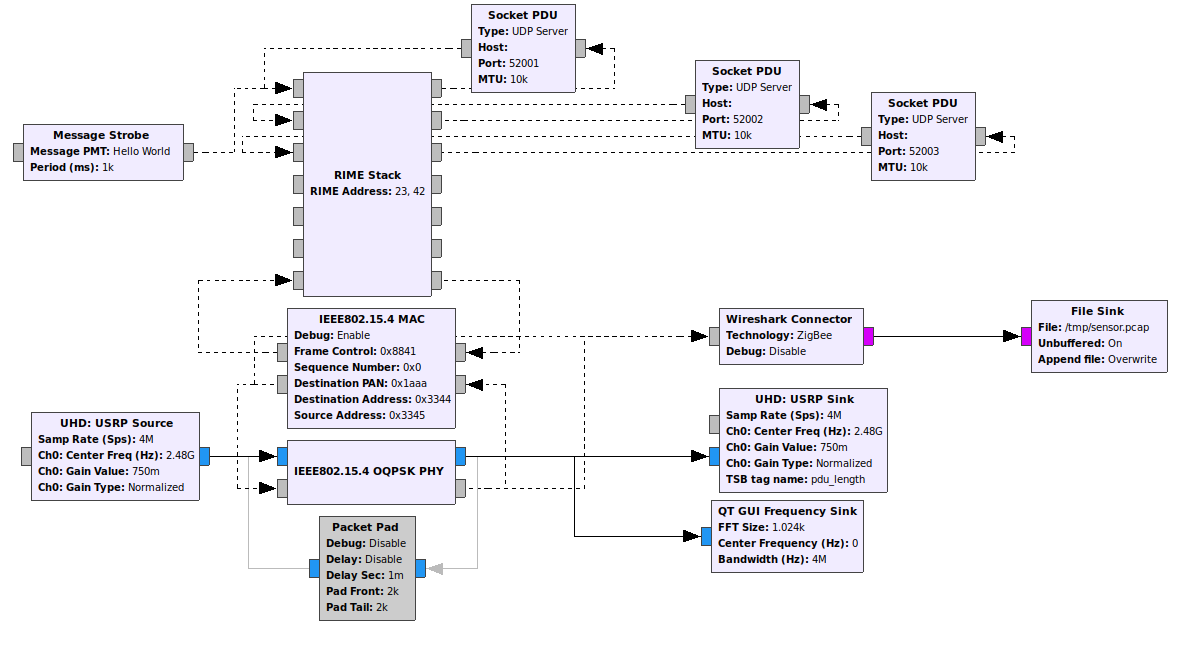 Socket PDU
Type: UDP Server
Host:
Port: 52001
MTU: 10k
Socket PDU
Type: UDP Server
Host:
Port: 52002
MTU: 10k
Socket PDU
Type: UDP Server
Host:
Port: 52003
MTU: 10k
Message Strobe
Message PMT: Hello World
Period (ms): 1k
RIME Stack
RIME Address: 23, 42
IEEE802.15.4 MAC
Debug: Enable
Frame Control: 0x8841
Sequence Number: 0x0
Destination PAN: 0x1aaa
Destination Address: 0x3344
Source Address: 0x3345
Wireshark Connector
Technology: ZigBee
Debug: Disable
File Sink
File: /tmp/sensor.pcap
Unbuffered: On
Append file: Overwrite
UHD: USRP Source
Samp Rate (Sps): 4M
Ch0: Center Freq (Hz): 2.48G
Ch0: Gain Value: 750m
Ch0: Gain Type: Normalized
IEEE802.15.4 OQPSK PHY
UHD: USRP Sink
Samp Rate (Sps): 4M
Ch0: Center Freq (Hz): 2.48G
Ch0: Gain Value: 750m
Ch0: Gain Type: Normalized
TSB tag name: pdu_length
QT GUI Frequency Sink
FFT Size: 1.024k
Center Frequency (Hz): 0
Bandwidth (Hz): 4M
Packet Pad
Debug: Disable
Delay: Disable
Delay Sec: 1m
Pad Front: 2k
Pad Tail: 2k